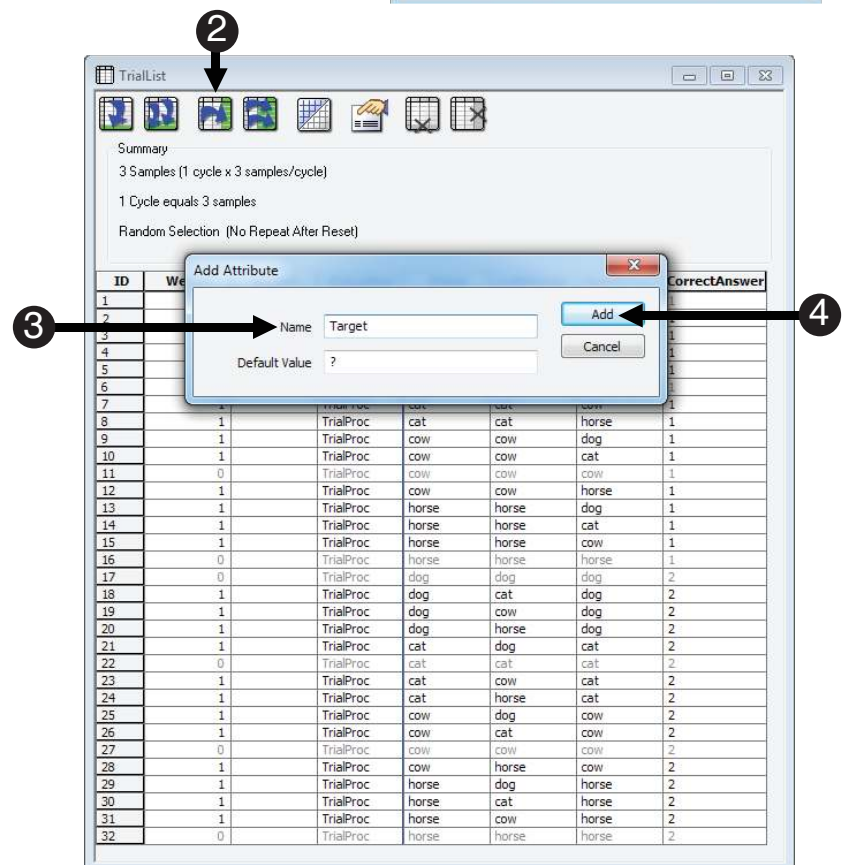 2
TrialList
Summary
3 Samples (1 cycle x 3 samples/cycle)
1 Cycle equals 3 samples
Random Selection (No Repeat After Reset)
Add Attribute
ID We CorrectAnswer
3 Name Target Add 4
Default Value ? Cancel
1
2
3 1
4 1
5 1
6
7 1
8 1 TrialProc cat cat horse 1
9 1 TrialProc cow cow dog 1
10 1 TrialProc cow cow cat 1
11 0 TrialProc cow cow cow 1
12 1 TrialProc cow cow horse 1
13 1 TrialProc horse horse dog 1
14 1 TrialProc horse horse cat 1
15 1 TrialProc horse horse cow 1
16 0 TrialProc horse horse horse 1
17 0 TrialProc dog dog dog 2
18 1 TrialProc dog cat dog 2
19 1 TrialProc dog cow dog 2
20 1 TrialProc dog horse dog 2
21 1 TrialProc cat dog cat 2
22 0 TrialProc cat cat cat 2
23 1 TrialProc cat cow cat 2
24 1 TrialProc cat horse cat 2
25 1 TrialProc cow dog cow 2
26 1 TrialProc cow cat cow 2
27 0 TrialProc cow cow cow 2
28 1 TrialProc cow horse cow 2
29 1 TrialProc horse dog horse 2
30 1 TrialProc horse cat horse 2
31 1 TrialProc horse cow horse 2
32 0 TrialProc horse horse horse 2